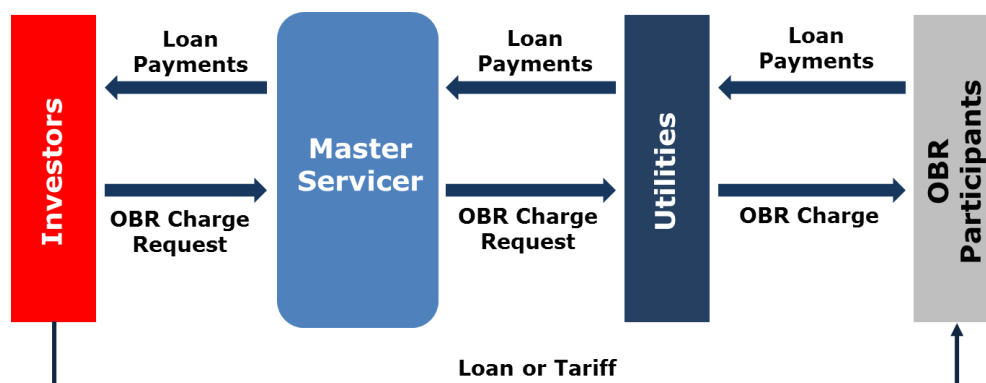 Loan
Payments
Loan
Payments
Loan
Payments
Investors
Master
Servicer
Utilities
OBR
Participants
OBR Charge
Request
OBR Charge
Request
OBR Charge
Loan or Tariff